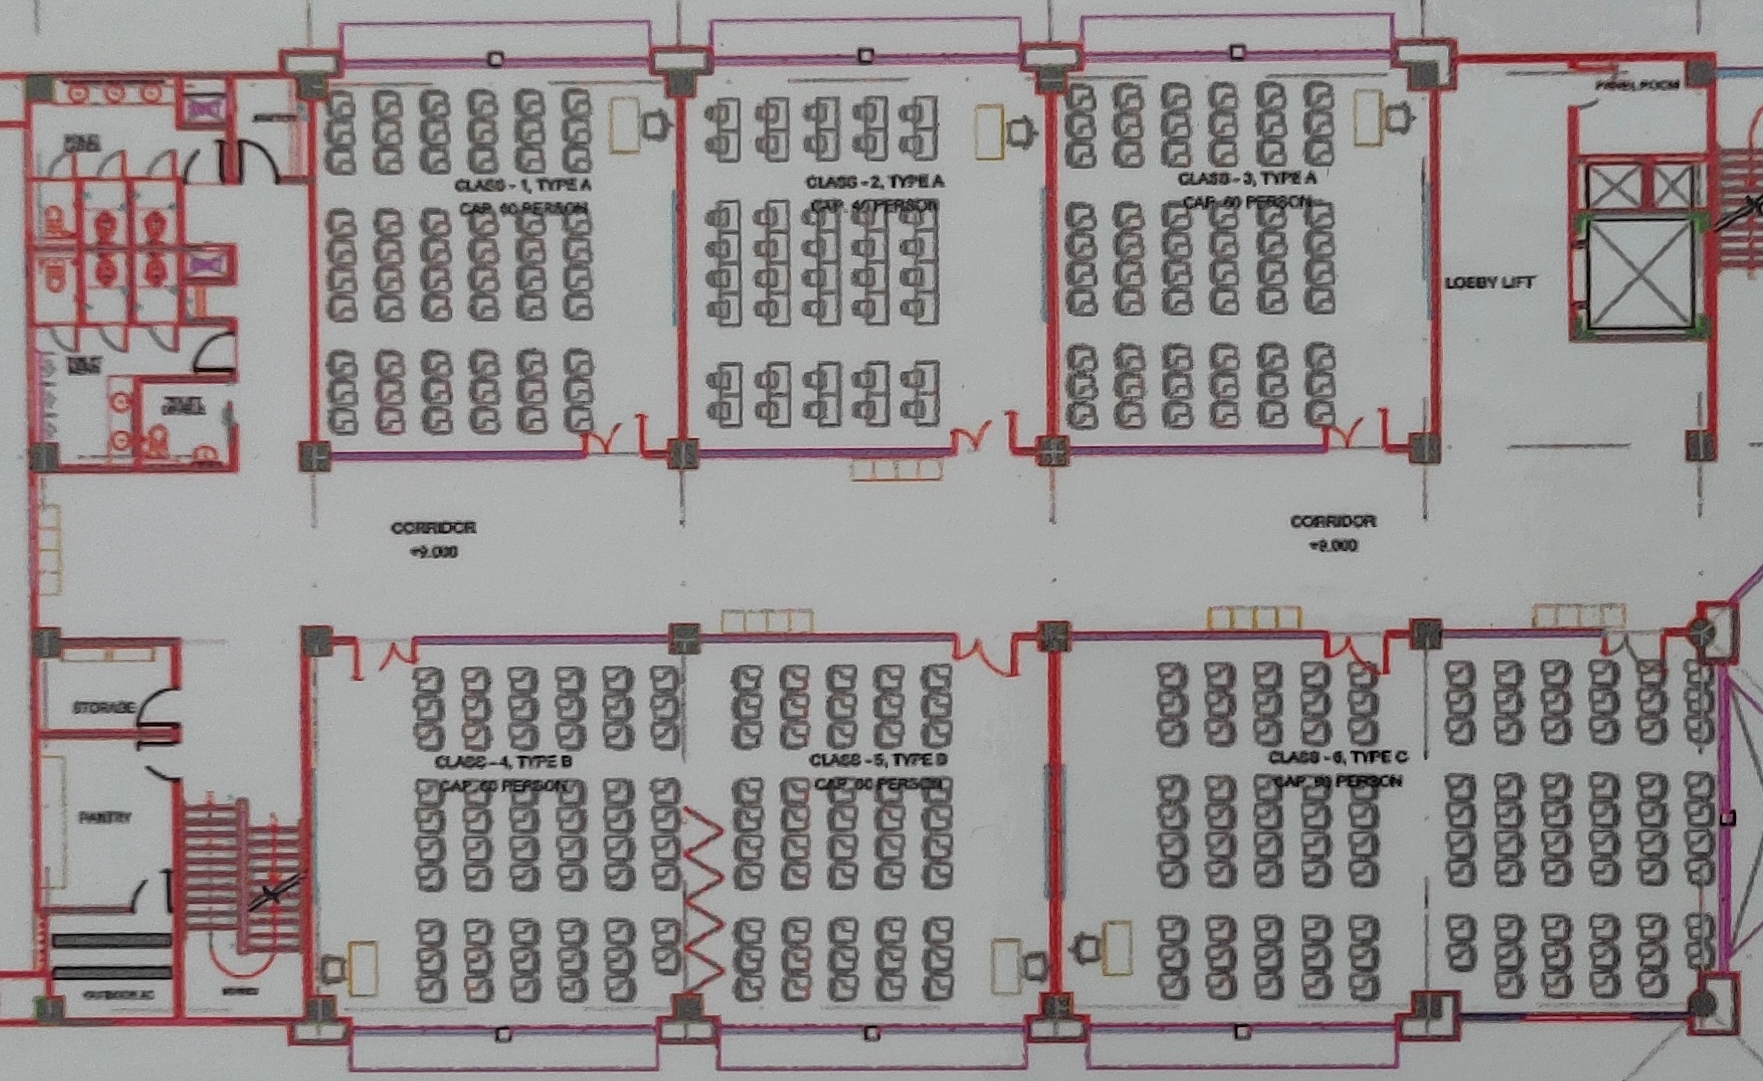 PANEL ROOM
CLASS - 1, TYPE A
CAP. 60 PERSON
CLASS - 2, TYPE A
CAP. 40 PERSON
CLASS - 3, TYPE A
CAP. 60 PERSON
LOBBY LIFT
CORRIDOR
+9.000
CORRIDOR
+9.000
STORAGE
CLASS - 4, TYPE B
CAP. 60 PERSON
CLASS - 5, TYPE B
CAP. 60 PERSON
CLASS - 6, TYPE C
PERSON
PANTRY
OUTDOOR AC